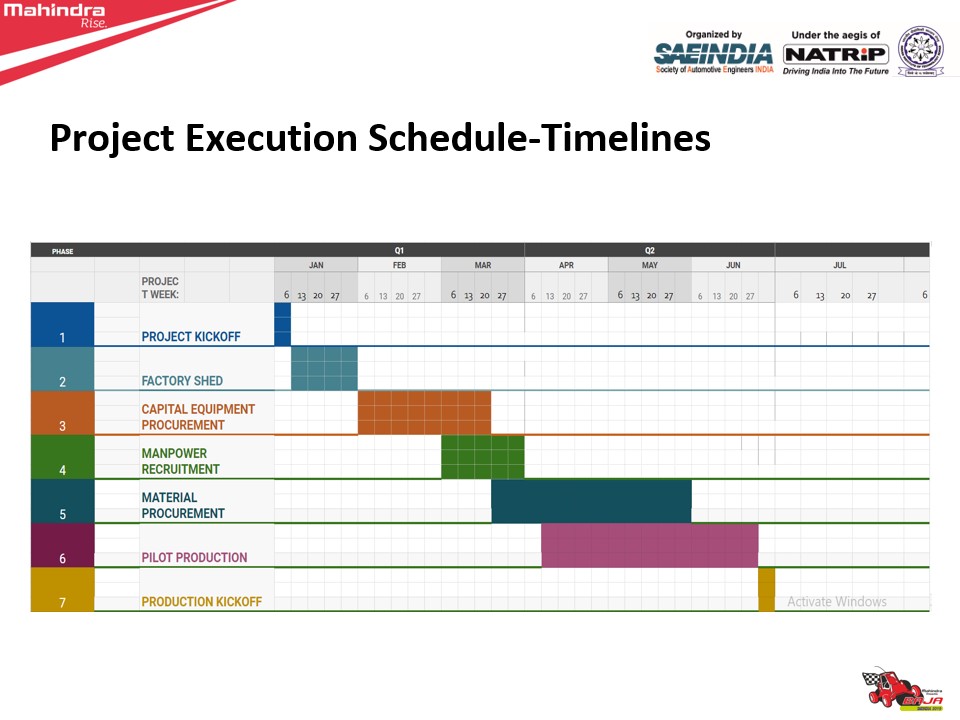 Mahindra
Rise.
Organized by
SAEINDIA
Society of Automotive Engineers INDIA
Under the aegis of
NATRiP
Driving India Into The Future
Project Execution Schedule-Timelines
PHASE Q1 Q2
JAN FEB MAR APR MAY JUN JUL
PROJEC
T WEEK: 6 13 20 27 6 13 20 27 6 13 20 27 6 13 20 27 6 13 20 27 6 13 20 27 6 13 20 27 6
1 PROJECT KICKOFF
2 FACTORY SHED
3 CAPITAL EQUIPMENT
PROCUREMENT
4 MANPOWER
RECRUITMENT
5 MATERIAL
PROCUREMENT
6 PILOT PRODUCTION
7 PRODUCTION KICKOFF
Activate Windows
Mahindra
BAJA